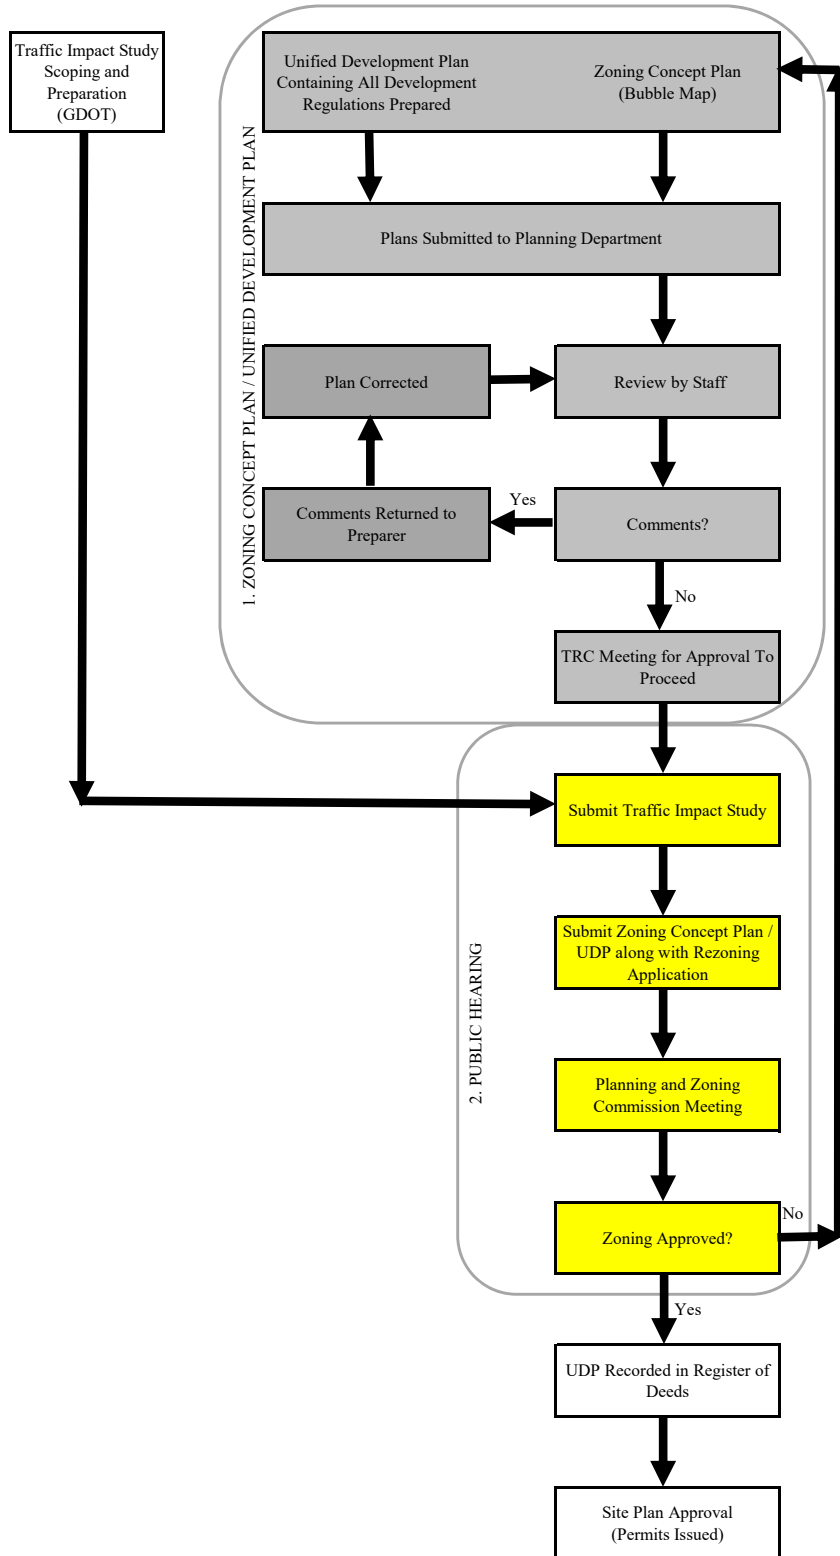 Traffic Impact Study
Scoping and
Preparation
(GDOT)
1. ZONING CONCEPT PLAN / UNIFIED DEVELOPMENT PLAN
Unified Development Plan
Containing All Development
Regulations Prepared
Zoning Concept Plan
(Bubble Map)
Plans Submitted to Planning Department
Plan Corrected
Review by Staff
Comments Returned to
Preparer
Yes
Comments?
No
TRC Meeting for Approval To
Proceed
2. PUBLIC HEARING
Submit Traffic Impact Study
Submit Zoning Concept Plan /
UDP along with Rezoning
Application
Planning and Zoning
Commission Meeting
Zoning Approved?
No
Yes
UDP Recorded in Register of
Deeds
Site Plan Approval
(Permits Issued)